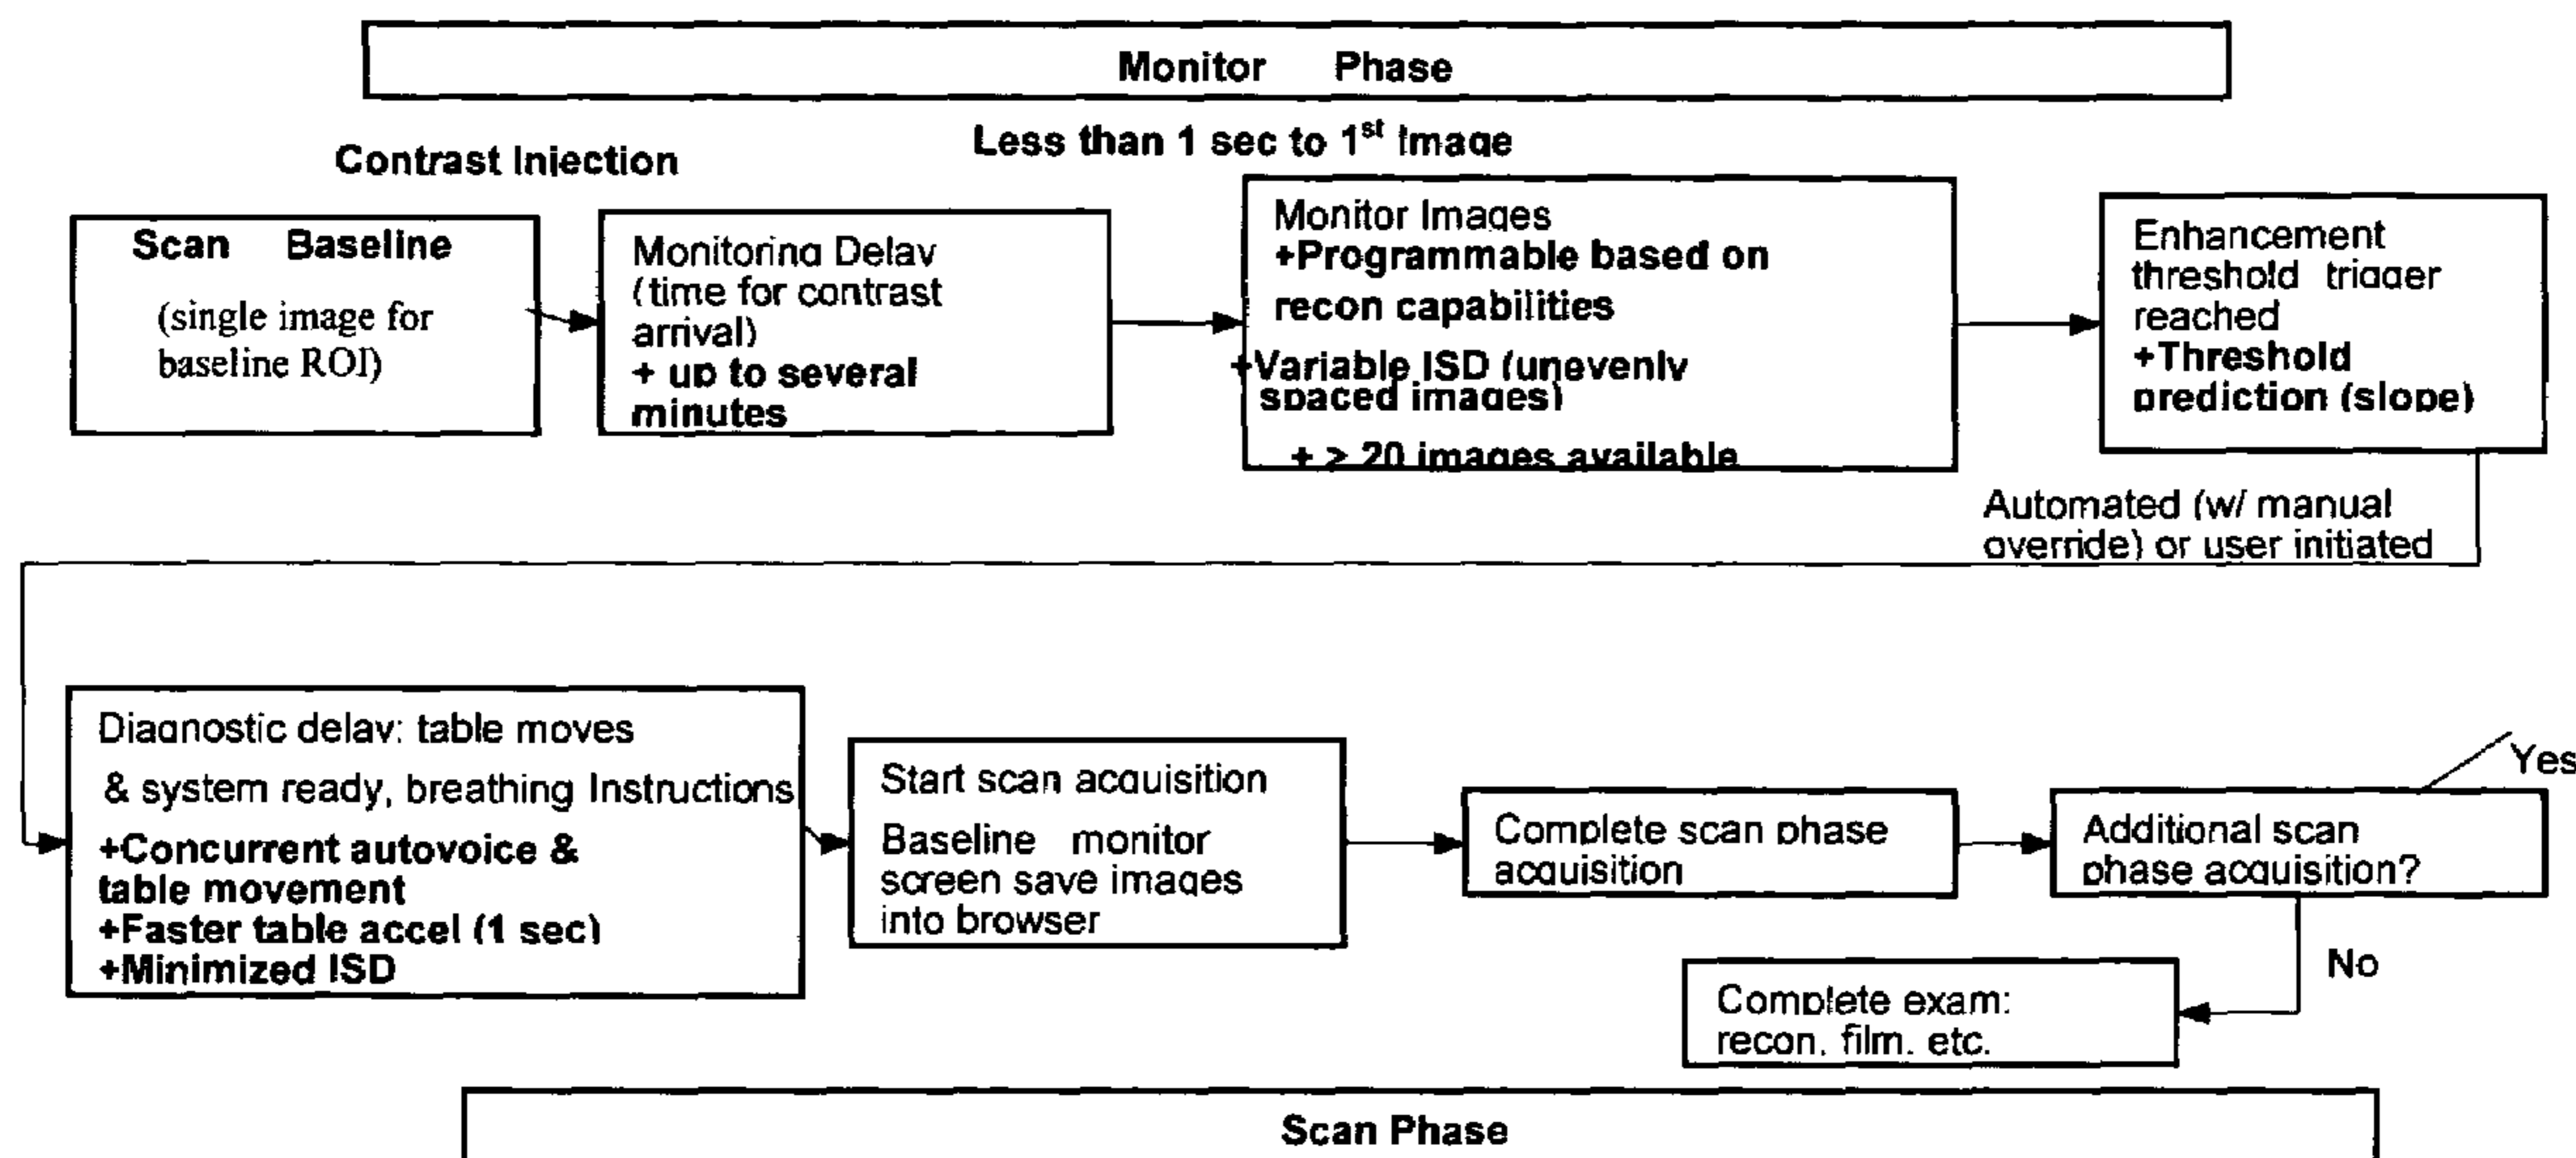 Monitor Phase
Less than 1 sec to 1st Image
Contrast Injection
Scan Baseline
(single image for
baseline ROI)
Monitoring Delay
(time for contrast
arrival)
+ up to several
minutes
Monitor Images
+Programmable based on
recon capabilities
+Variable ISD (unevenly
spaced images)
+ > 20 images available
Enhancement
threshold trigger
reached
+Threshold
prediction (slope)
Automated (w/ manual
override) or user initiated
Diagnostic delay: table moves
& system ready, breathing Instructions
+Concurrent autovoice &
table movement
+Faster table accel (1 sec)
+Minimized ISD
Start scan acquisition
Baseline monitor
screen save images
into browser
Complete scan phase
acquisition
Additional scan
phase acquisition?
Yes
No
Complete exam:
recon, film, etc.
Scan Phase